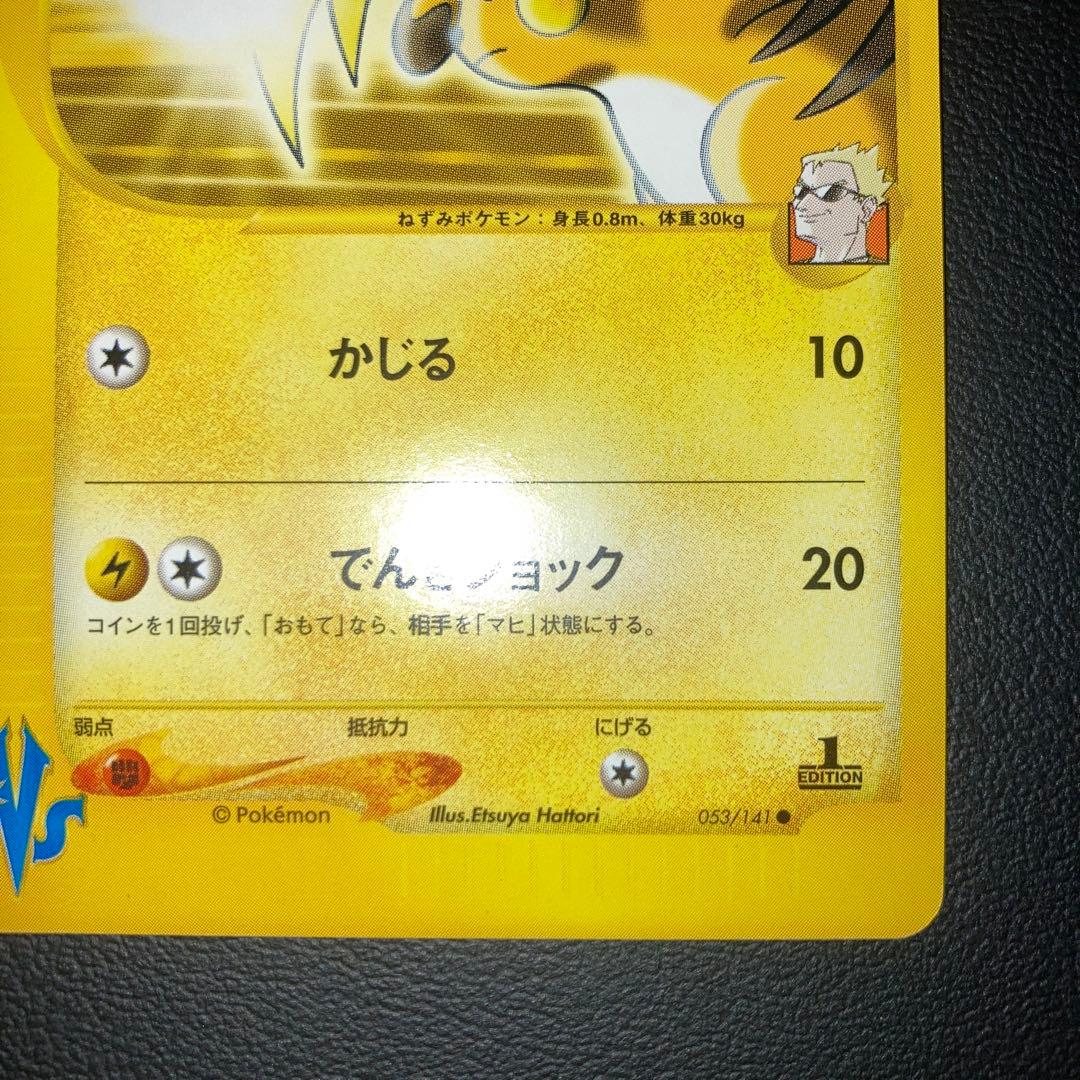 ねずみポケモン：身長0.8m、体重30kg
かじる 10
でんきショック 20
コインを1回投げ、「おもて」なら、相手を「マヒ」状態にする。
弱点 抵抗力 にげる
1
EDITION
VS
©Pokémon Illus.Etsuya Hattori 053/141●